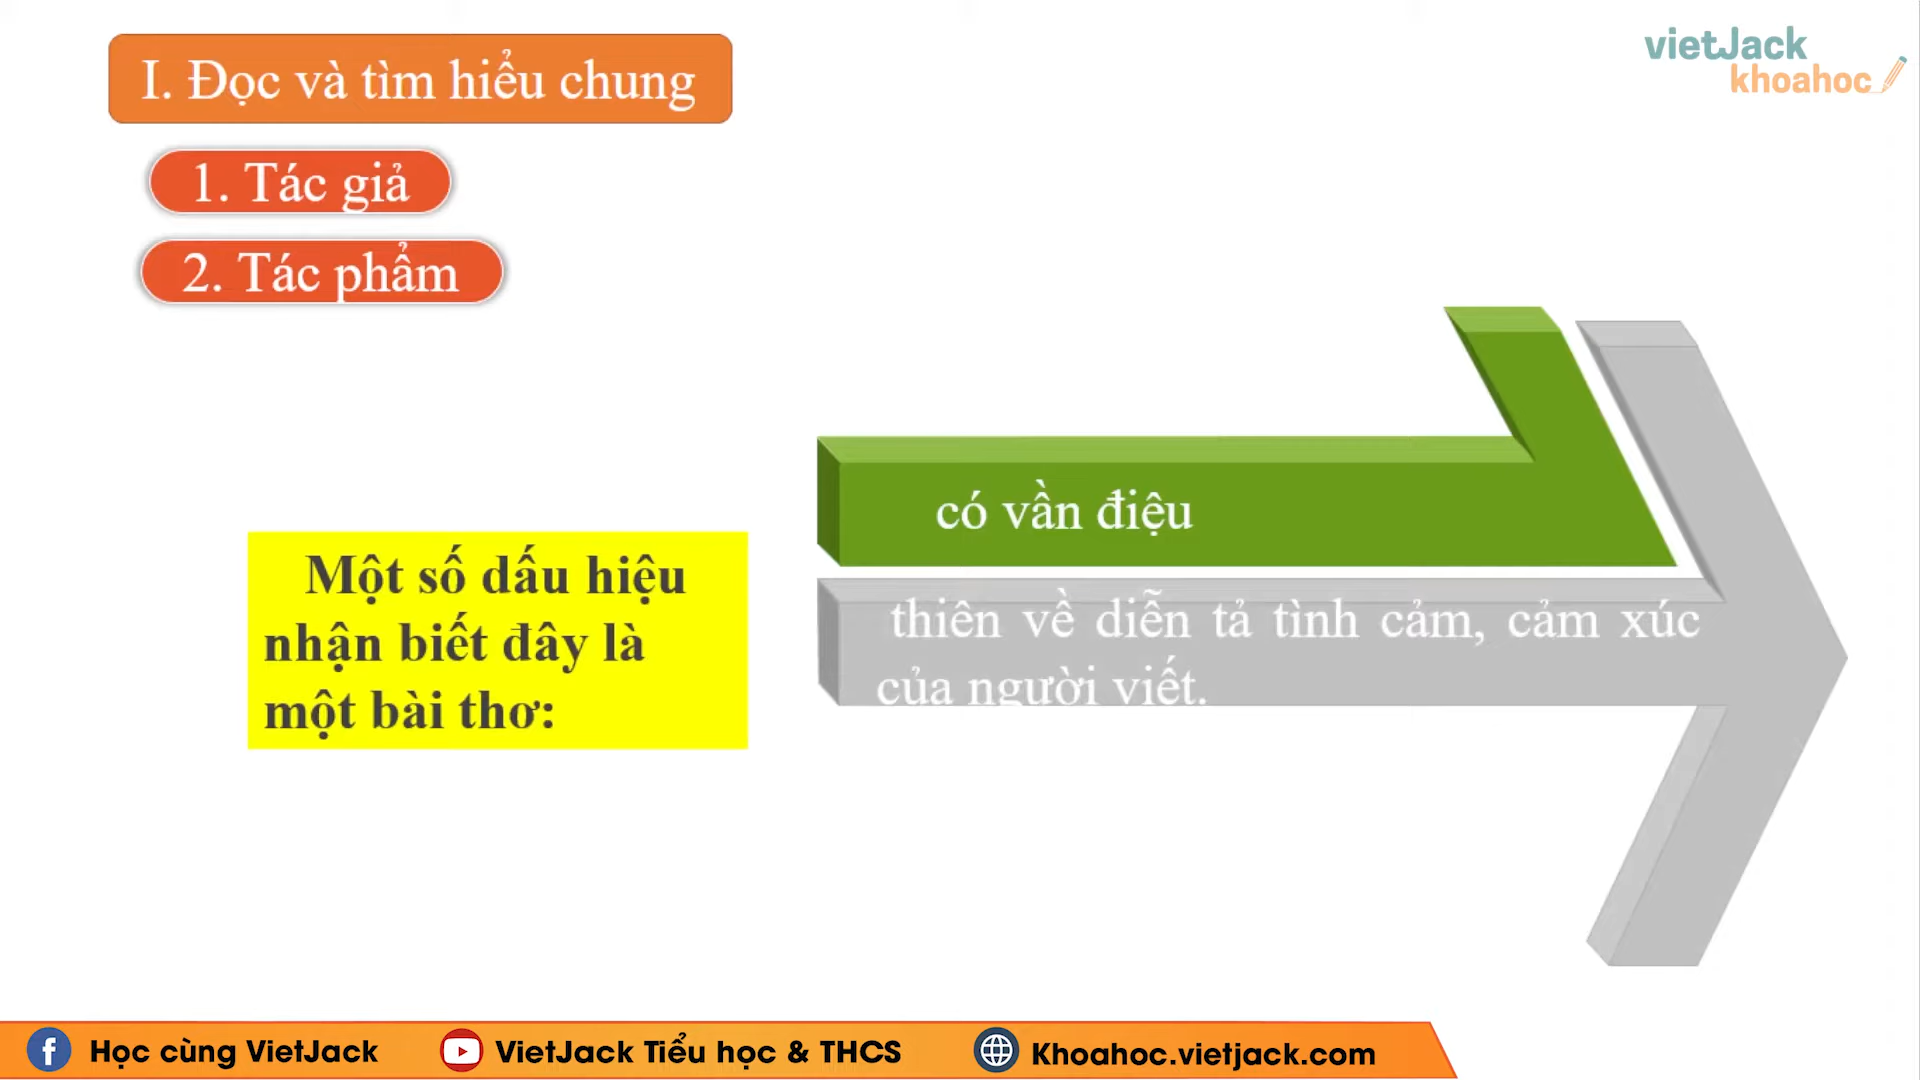 I. Đọc và tìm hiểu chung
vietJack
khoahoc
1. Tác giả
2. Tác phẩm
có vần điệu
Một số dấu hiệu
nhận biết đây là
một bài thơ:
thiên về diễn tả tình cảm, cảm xúc
của người viết.
Học cùng VietJack
VietJack Tiểu học & THCS
Khoahoc.vietjack.com